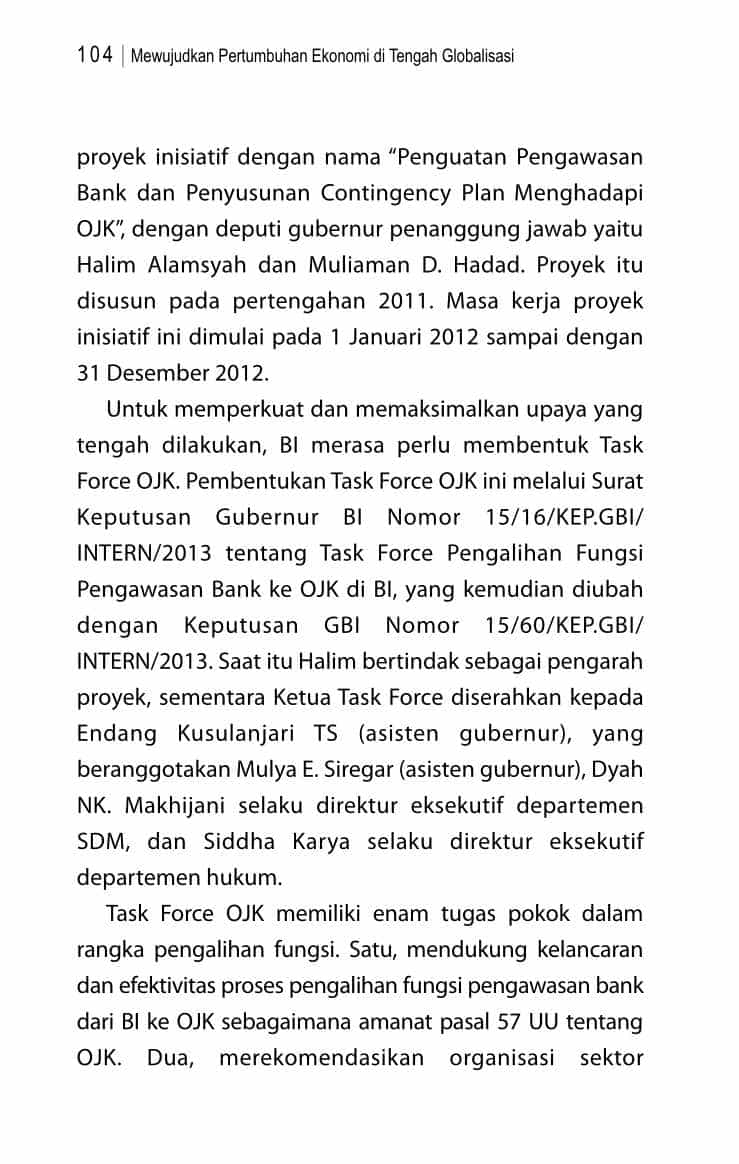 104 | Mewujudkan Pertumbuhan Ekonomi di Tengah Globalisasi
proyek inisiatif dengan nama “Penguatan Pengawasan
Bank dan Penyusunan Contingency Plan Menghadapi
OJK”, dengan deputi gubernur penanggung jawab yaitu
Halim Alamsyah dan Muliaman D. Hadad. Proyek itu
disusun pada pertengahan 2011. Masa kerja proyek
inisiatif ini dimulai pada 1 Januari 2012 sampai dengan
31 Desember 2012.
Untuk memperkuat dan memaksimalkan upaya yang
tengah dilakukan, BI merasa perlu membentuk Task
Force OJK. Pembentukan Task Force OJK ini melalui Surat
Keputusan Gubernur BI Nomor 15/16/KEP.GBI/
INTERN/2013 tentang Task Force Pengalihan Fungsi
Pengawasan Bank ke OJK di BI, yang kemudian diubah
dengan Keputusan GBI Nomor 15/60/KEP.GBI/
INTERN/2013. Saat itu Halim bertindak sebagai pengarah
proyek, sementara Ketua Task Force diserahkan kepada
Endang Kusulanjari TS (asisten gubernur), yang
beranggotakan Mulya E. Siregar (asisten gubernur), Dyah
NK. Makhijani selaku direktur eksekutif departemen
SDM, dan Siddha Karya selaku direktur eksekutif
departemen hukum.
Task Force OJK memiliki enam tugas pokok dalam
rangka pengalihan fungsi. Satu, mendukung kelancaran
dan efektivitas proses pengalihan fungsi pengawasan bank
dari BI ke OJK sebagaimana amanat pasal 57 UU tentang
OJK. Dua, merekomendasikan organisasi sektor